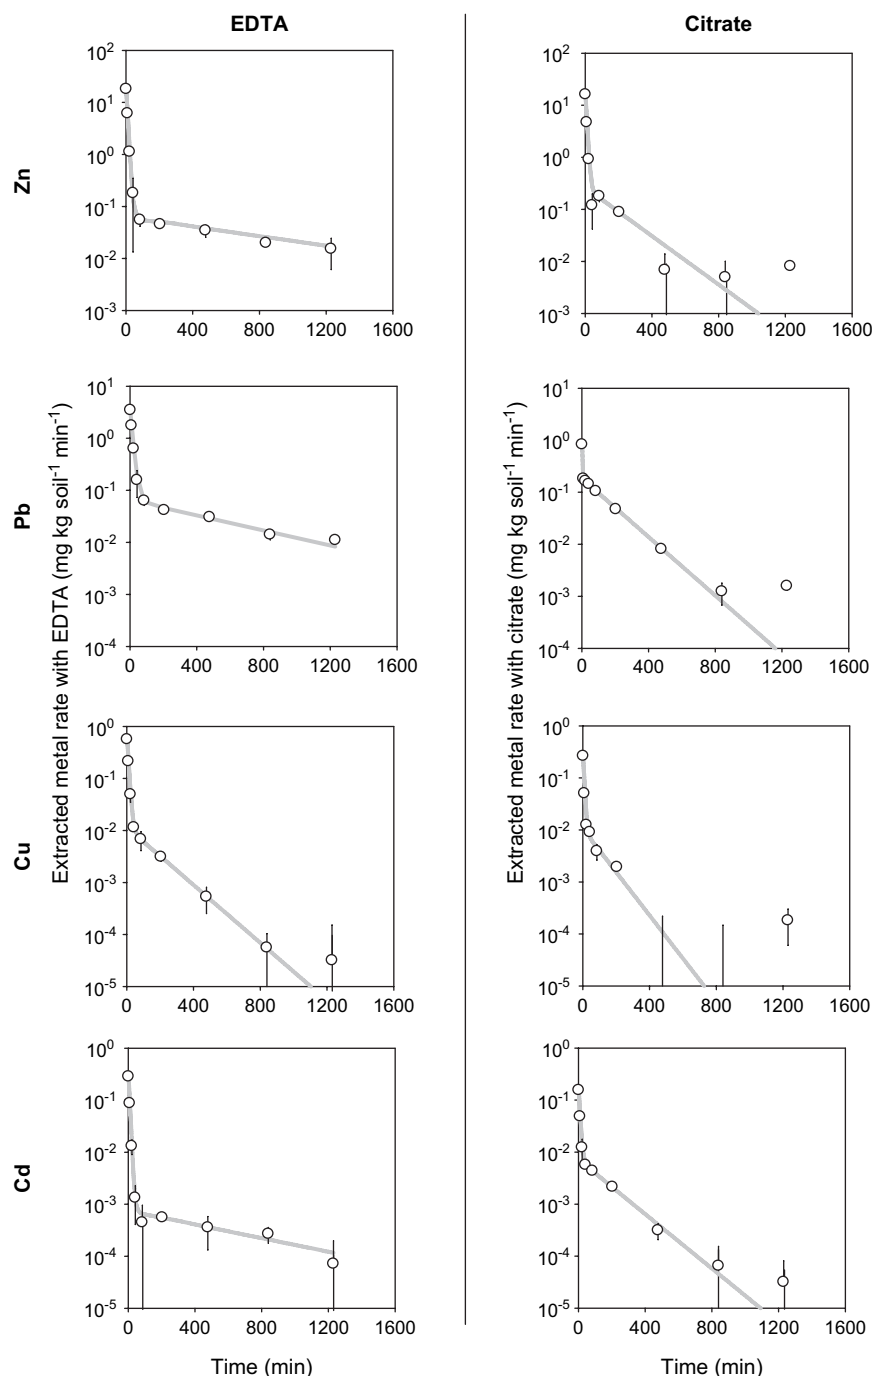 EDTA
Citrate
Zn
10² 10¹ 10⁰ 10⁻¹ 10⁻² 10⁻³
0 400 800 1200 1600
10² 10¹ 10⁰ 10⁻¹ 10⁻² 10⁻³
0 400 800 1200 1600
Pb
10¹ 10⁰ 10⁻¹ 10⁻² 10⁻³ 10⁻⁴
0 400 800 1200 1600
10¹ 10⁰ 10⁻¹ 10⁻² 10⁻³ 10⁻⁴
0 400 800 1200 1600
Extracted metal rate with EDTA (mg kg soil⁻¹ min⁻¹)
Extracted metal rate with citrate (mg kg soil⁻¹ min⁻¹)
Cu
10⁰ 10⁻¹ 10⁻² 10⁻³ 10⁻⁴ 10⁻⁵
0 400 800 1200 1600
10⁰ 10⁻¹ 10⁻² 10⁻³ 10⁻⁴ 10⁻⁵
0 400 800 1200 1600
Cd
10⁰ 10⁻¹ 10⁻² 10⁻³ 10⁻⁴ 10⁻⁵
0 400 800 1200 1600
10⁰ 10⁻¹ 10⁻² 10⁻³ 10⁻⁴ 10⁻⁵
0 400 800 1200 1600
Time (min)
Time (min)